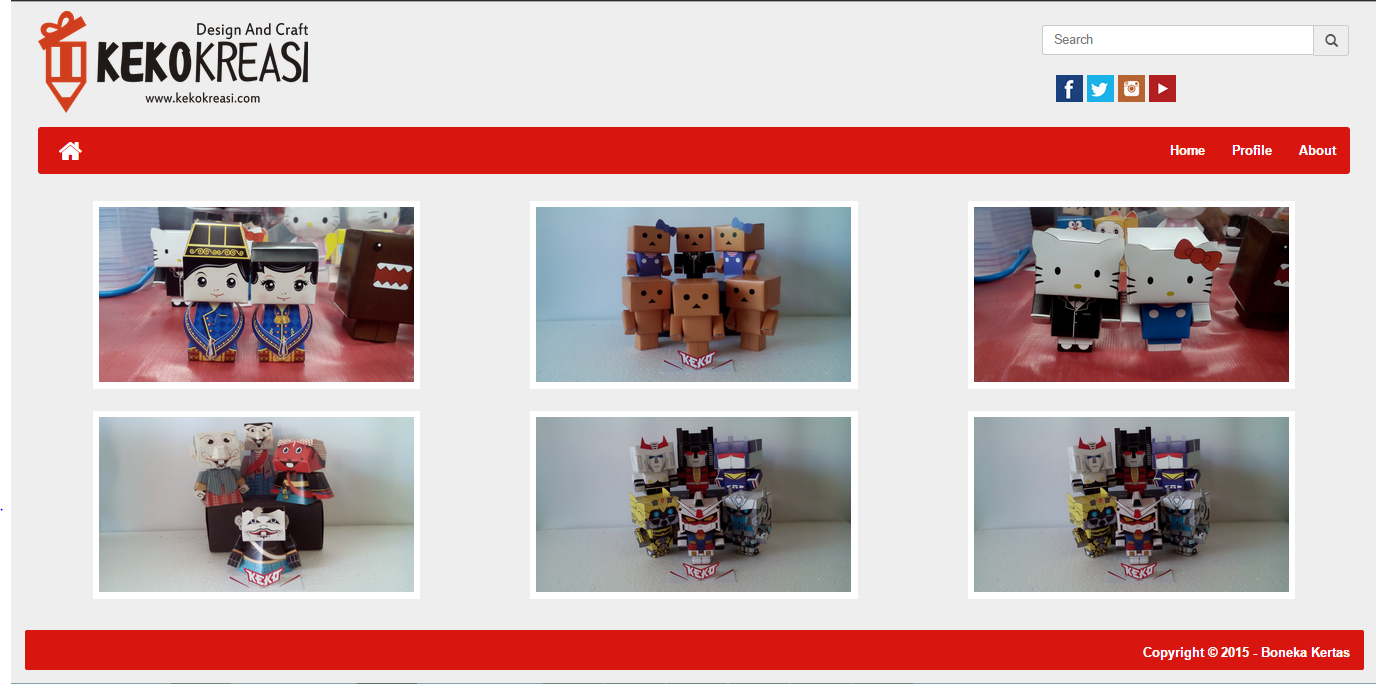 Design And Craft
KEKOKREASI
www.kekokreasi.com
Search
Home Profile About
KEKO
KEKO
KEKO
KEKO
Copyright © 2015 - Boneka Kertas